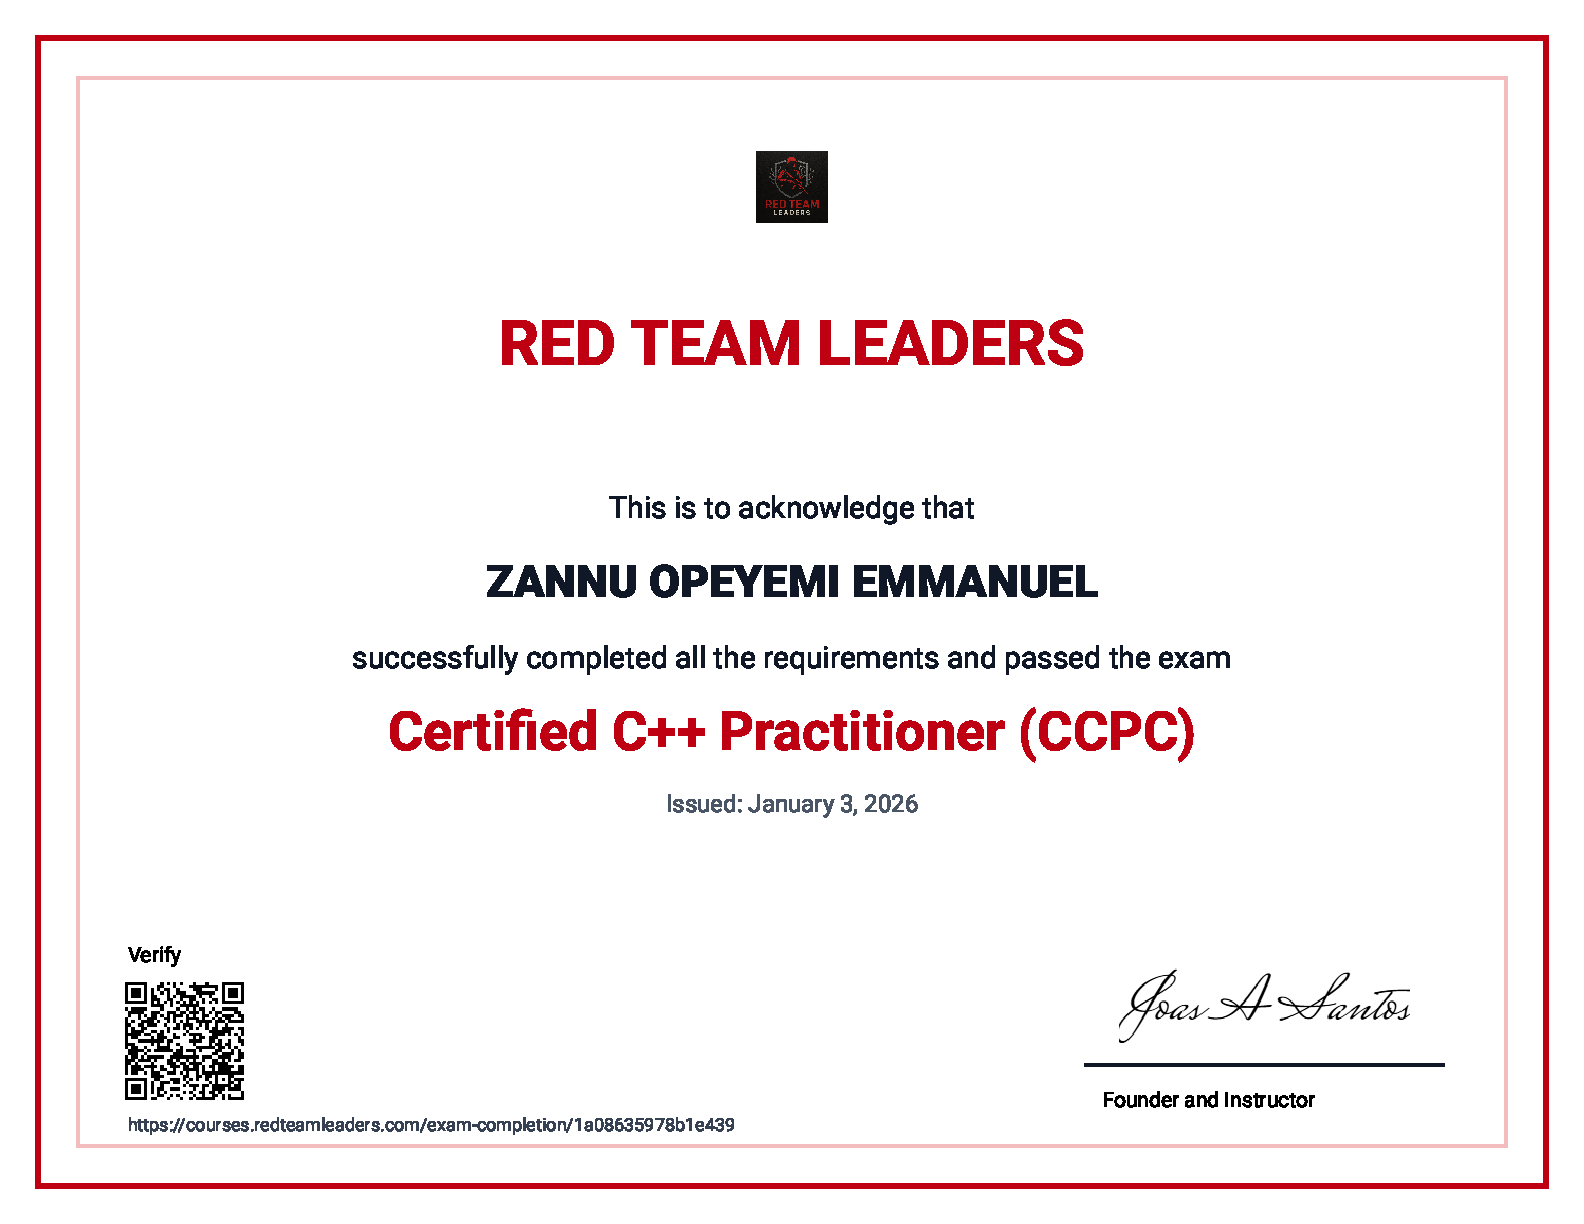 RED TEAM
LEADERS
RED TEAM LEADERS
This is to acknowledge that
ZANNU OPEYEMI EMMANUEL
successfully completed all the requirements and passed the exam
Certified C++ Practitioner (CCPC)
Issued: January 3, 2026
Verify
https://courses.redteamleaders.com/exam-completion/1a08635978b1e439
Joas A Santos
Founder and Instructor